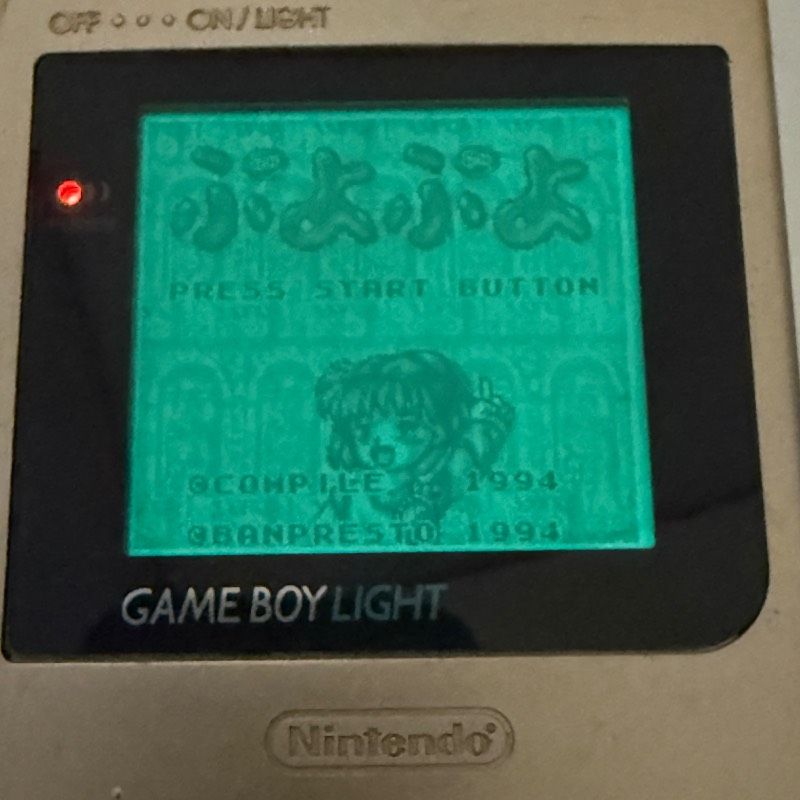 OFF ON/LIGHT
ぷよぷよ
PRESS START BUTTON
©COMPILE 1994
©BANPRESTO 1994
GAME BOY LIGHT
Nintendo®